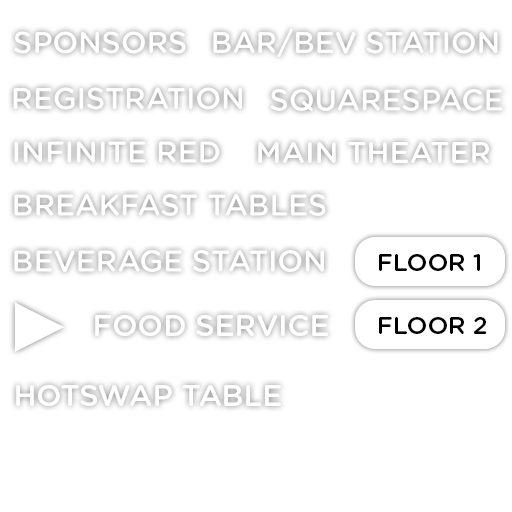 SPONSORS BAR/BEV STATION
REGISTRATION SQUARESPACE
INFINITE RED MAIN THEATER
BREAKFAST TABLES
BEVERAGE STATION FLOOR 1
FOOD SERVICE FLOOR 2
HOTSWAP TABLE